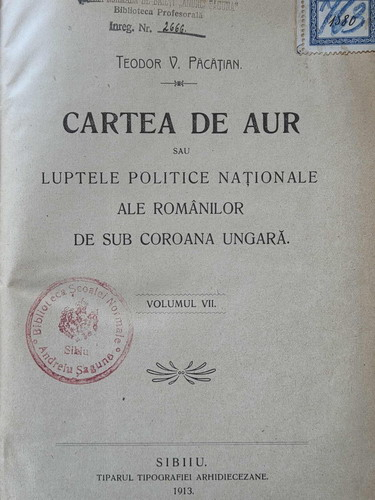 Biblioteca Profesorală
Inreg. Nr. 2666.
1380
TEODOR V. PĂCĂȚIAN.
CARTEA DE AUR
SAU
LUPTELE POLITICE NAȚIONALE
ALE ROMÂNILOR
DE SUB COROANA UNGARĂ.
VOLUMUL VII.
Biblioteca Școalei Normale
Sibiu
Andreiu Șaguna
SIBIIU.
TIPARUL TIPOGRAFIEI ARHIDIECEZANE.
1913.